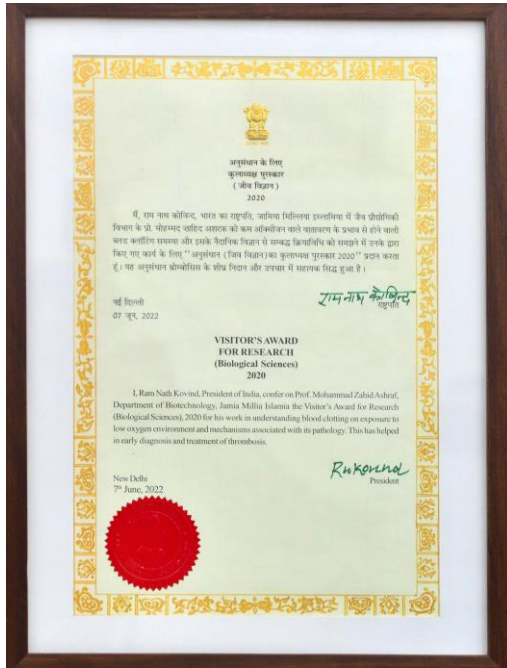 अनुसंधान के लिए
कुलाध्यक्ष पुरस्कार
(जीव विज्ञान)
2020
मैं, राम नाथ कोविन्द, भारत का राष्ट्रपति, जामिया मिल्लिया इस्लामिया में जैव प्रौद्योगिकी
विभाग के प्रो. मोहम्मद ज़ाहिद अशरफ़ को कम ऑक्सीजन वाले वातावरण के प्रभाव से होने वाली
ब्लड क्लॉटिंग समस्या और इसके वैदानिक विज्ञान से सम्बद्ध क्रियाविधि को समझने में उनके द्वारा
किए गए कार्य के लिए "अनुसंधान (जिव विज्ञान)का कुलाध्यक्ष पुरस्कार 2020" प्रदान करता
हूं। यह अनुसंधान थ्रोम्बोसिस के शीघ्र निदान और उपचार में सहायक सिद्ध हुआ है।
राम नाथ कोविन्द
राष्ट्रपति
नई दिल्ली
07 जून, 2022
VISITOR'S AWARD
FOR RESEARCH
(Biological Sciences)
2020
I, Ram Nath Kovind, President of India, confer on Prof. Mohammad Zahid Ashraf,
Department of Biotechnology, Jamia Millia Islamia the Visitor's Award for Research
(Biological Sciences), 2020 for his work in understanding blood clotting on exposure to
low oxygen environment and mechanisms associated with its pathology. This has helped
in early diagnosis and treatment of thrombosis.
Rnkovind
President
New Delhi
7th June, 2022